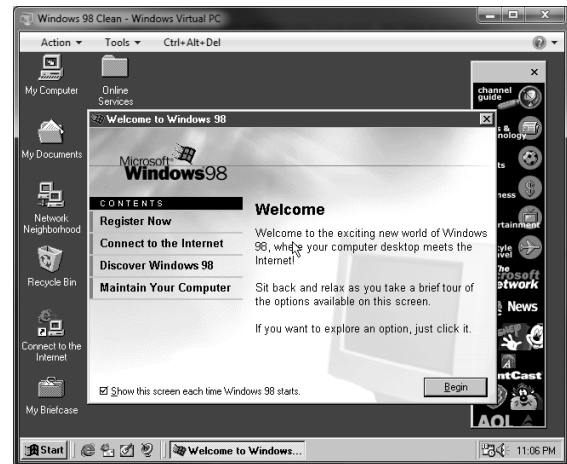 Windows 98 Clean - Windows Virtual PC
Action Tools Ctrl+Alt+Del
My Computer
Online
Services
My Documents
Network
Neighborhood
Recycle Bin
Connect to the
Internet
My Briefcase
Welcome to Windows 98
Microsoft
Windows98
CONTENTS
Register Now
Connect to the Internet
Discover Windows 98
Maintain Your Computer
Welcome
Welcome to the exciting new world of Windows
98, where your computer desktop meets the
Internet!
Sit back and relax as you take a brief tour of
the options available on this screen.
If you want to explore an option, just click it.
Show this screen each time Windows 98 starts.
Begin
channel
guide
News
AOL
Start
Welcome to Windows...
11:06 PM